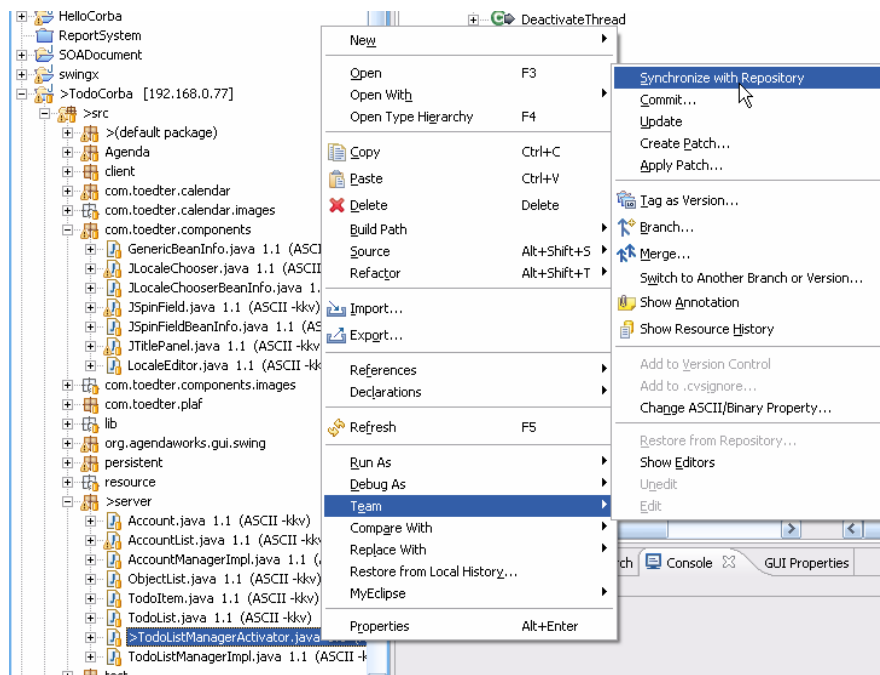 HelloCorba
ReportSystem
SOADocument
swingx
>TodoCorba [192.168.0.77]
>src
>(default package)
Agenda
client
com.toedter.calendar
com.toedter.calendar.images
com.toedter.components
GenericBeanInfo.java 1.1 (ASCI
JLocaleChooser.java 1.1 (ASCII
JLocaleChooserBeanInfo.java 1.
JSpinField.java 1.1 (ASCII -kkv)
JSpinFieldBeanInfo.java 1.1 (AS
JTitlePanel.java 1.1 (ASCII -kkv
LocaleEditor.java 1.1 (ASCII -kk
com.toedter.components.images
com.toedter.plaf
lib
org.agendaworks.gui.swing
persistent
resource
>server
Account.java 1.1 (ASCII -kkv)
AccountList.java 1.1 (ASCII -kkv)
AccountManagerImpl.java 1.1 (
ObjectList.java 1.1 (ASCII -kkv)
TodoItem.java 1.1 (ASCII -kkv)
TodoList.java 1.1 (ASCII -kkv)
>TodoListManagerActivator.java
TodoListManagerImpl.java 1.1 (ASCII -k
DeactivateThread
New
Open F3
Open With
Open Type Hierarchy F4
Copy Ctrl+C
Paste Ctrl+V
Delete Delete
Build Path
Source Alt+Shift+S
Refactor Alt+Shift+T
Import...
Export...
References
Declarations
Refresh F5
Run As
Debug As
Team
Compare With
Replace With
Restore from Local History...
MyEclipse
Properties Alt+Enter
Synchronize with Repository
Commit...
Update
Create Patch...
Apply Patch...
Tag as Version...
Branch...
Merge...
Switch to Another Branch or Version...
Show Annotation
Show Resource History
Add to Version Control
Add to .cvsignore...
Change ASCII/Binary Property...
Restore from Repository...
Show Editors
Unedit
Edit
rch Console GUI Properties